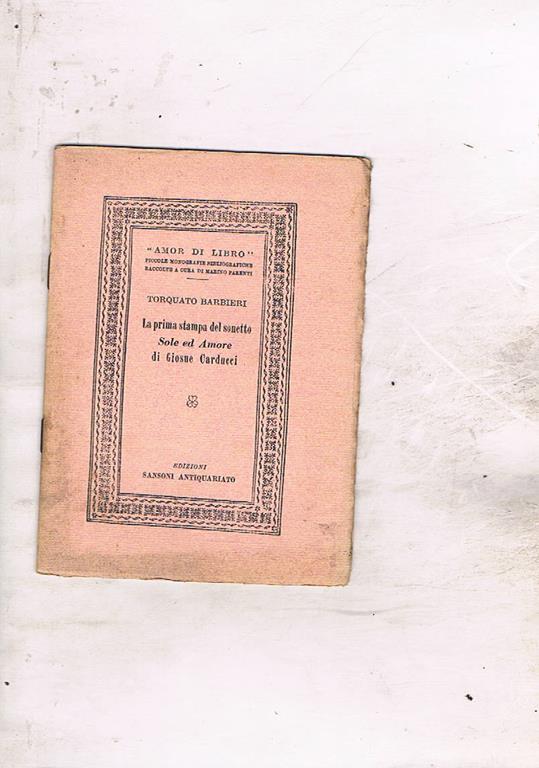 "AMOR DI LIBRO"
PICCOLE MONOGRAFIE BIBLIOGRAFICHE
RACCOLTE A CURA DI MARINO PARENTI
TORQUATO BARBIERI
La prima stampa del sonetto
Sole ed Amore
di Giosue Carducci
EDIZIONI
SANSONI ANTIQUARIATO